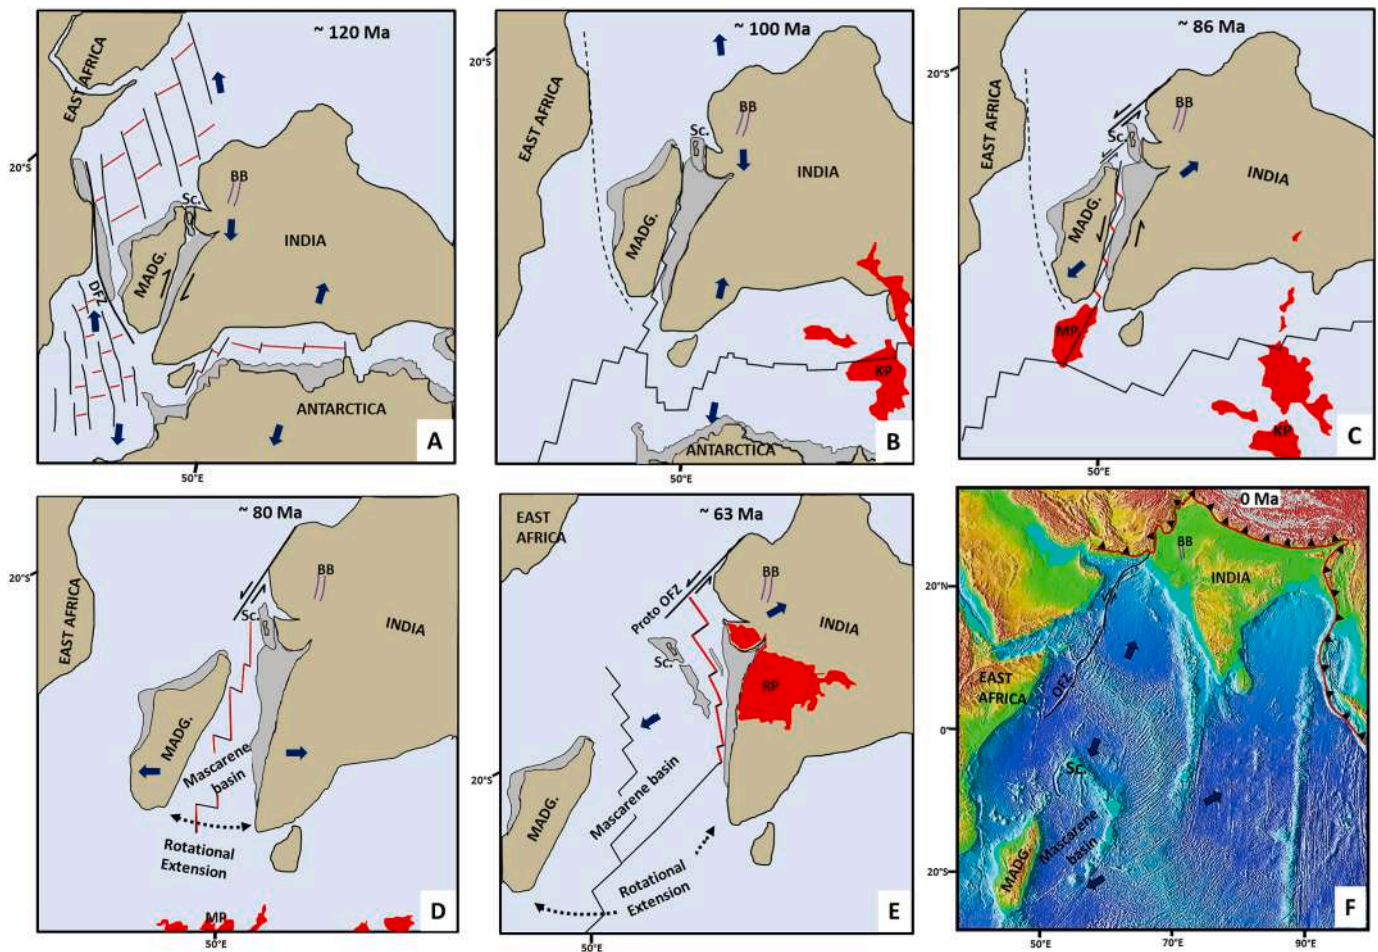 ~ 120 Ma
EAST AFRICA
20°S
BB
Sc.
INDIA
MADG.
DFZ
ANTARCTICA
A
50°E
~ 100 Ma
20°S
EAST AFRICA
BB
Sc.
INDIA
MADG.
KP
ANTARCTICA
B
50°E
~ 86 Ma
20°S
EAST AFRICA
BB
Sc.
INDIA
MADG.
MP
KP
C
50°E
~ 80 Ma
20°S
EAST AFRICA
BB
Sc.
INDIA
MADG.
Mascarene
basin
Rotational
Extension
MP
D
50°E
~ 63 Ma
EAST
AFRICA
BB
Proto OFZ
INDIA
Sc.
RP
20°S
MADG.
Mascarene basin
Rotational
Extension
E
50°E
0 Ma
BB
INDIA
20°N
EAST
AFRICA
OFZ
0°
Sc.
Mascarene
basin
MADG.
20°S
F
50°E
70°E
90°E